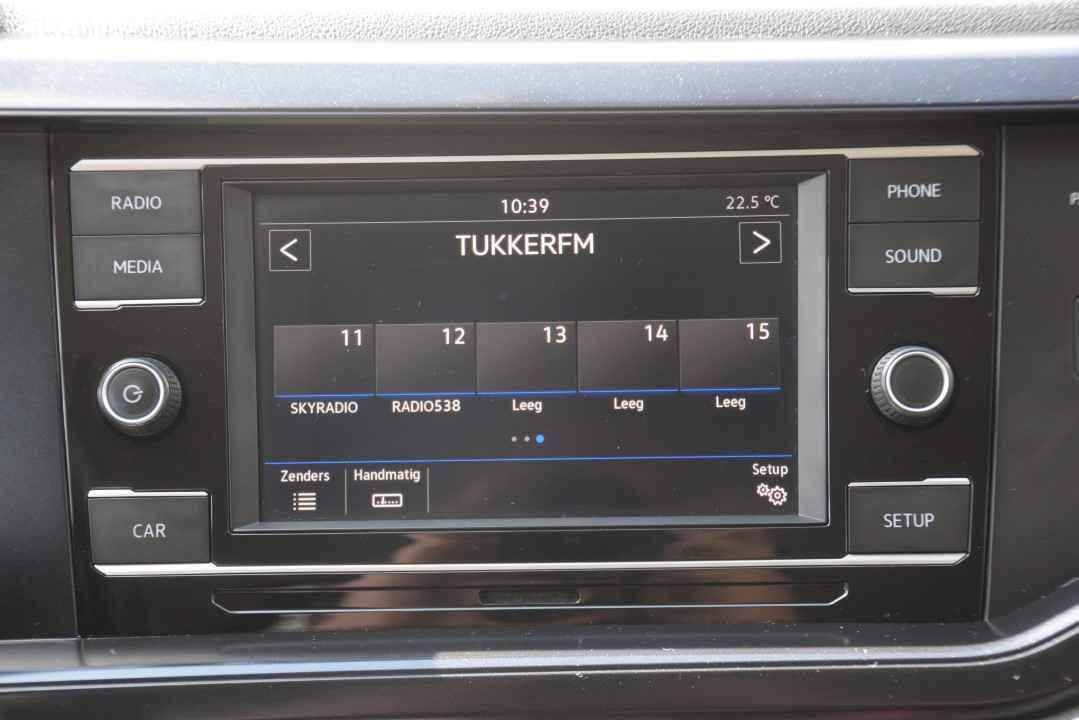 RADIO
MEDIA
CAR
10:39
22.5 °C
<
TUKKERFM
>
11 12 13 14 15
SKYRADIO RADIO538 Leeg Leeg Leeg
Zenders Handmatig Setup
PHONE
SOUND
SETUP